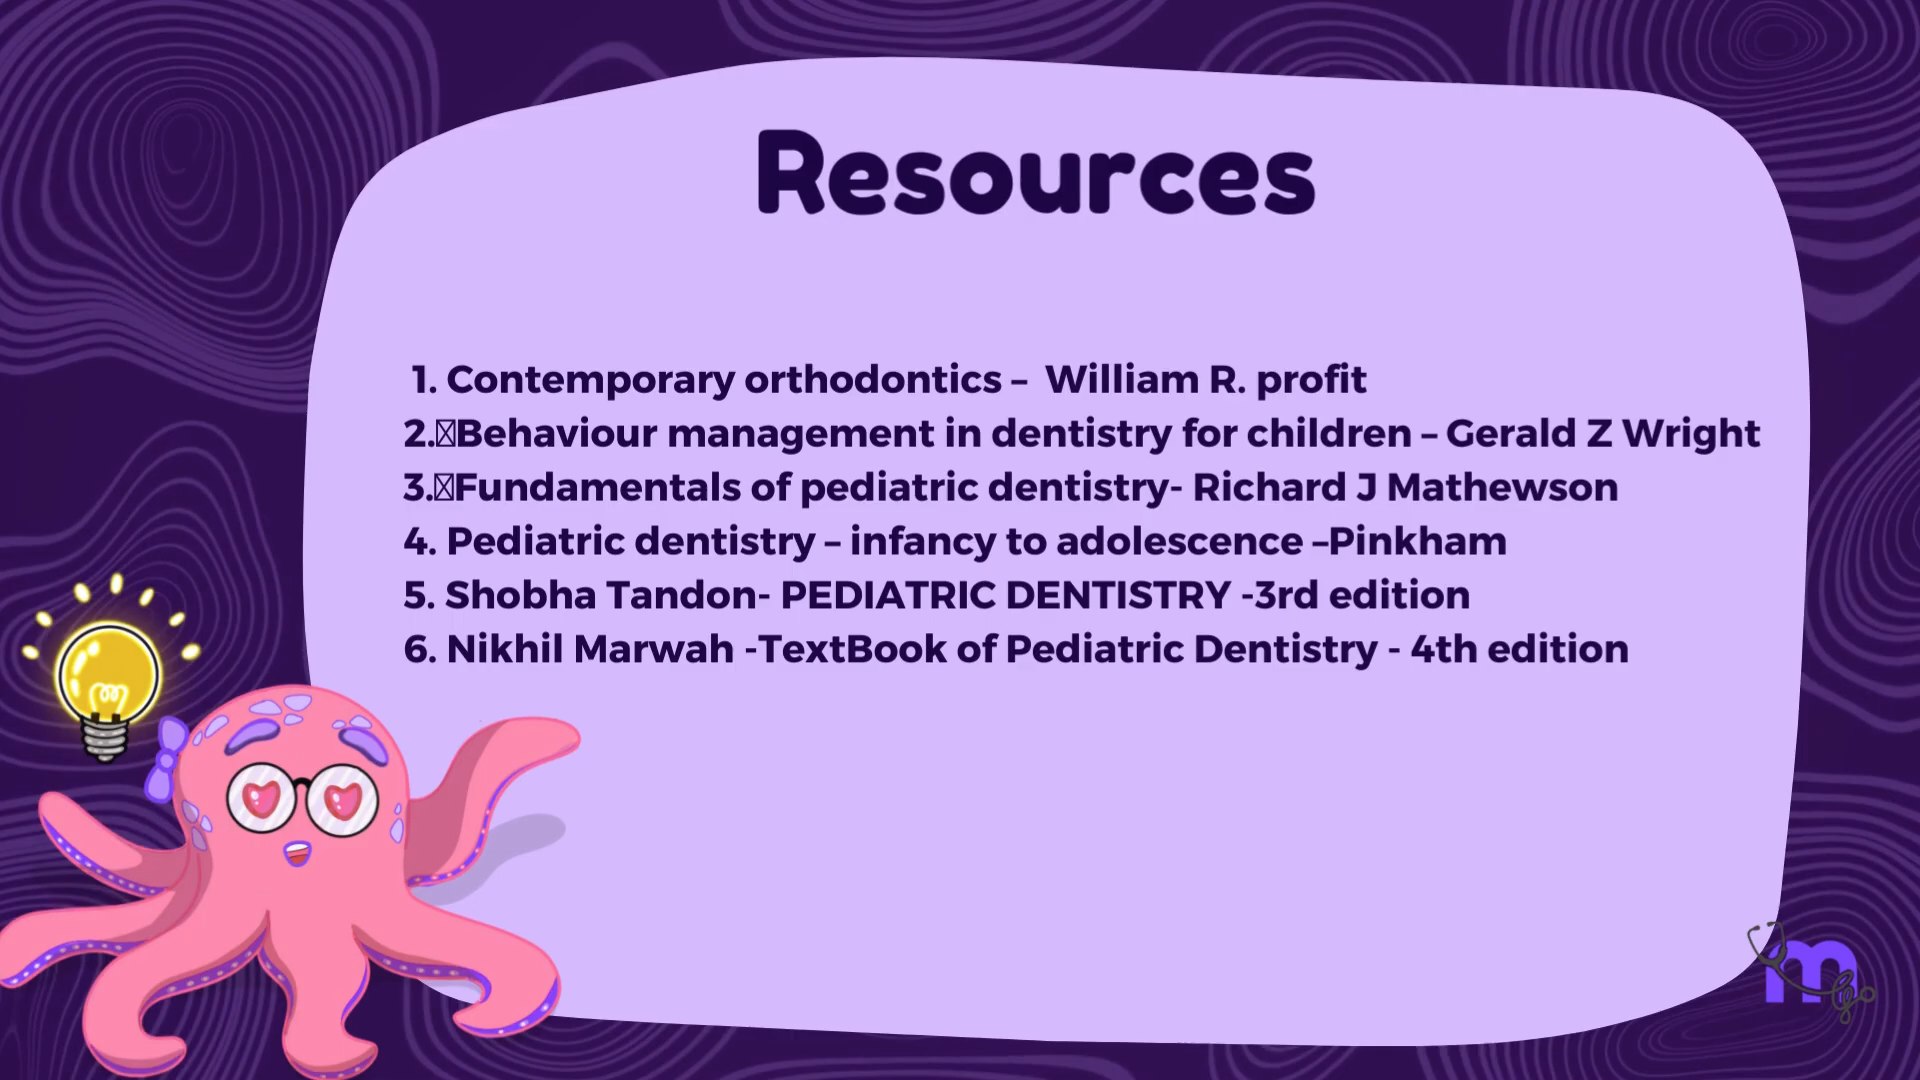 Resources
1. Contemporary orthodontics – William R. profit
2. Behaviour management in dentistry for children – Gerald Z Wright
3. Fundamentals of pediatric dentistry- Richard J Mathewson
4. Pediatric dentistry – infancy to adolescence –Pinkham
5. Shobha Tandon- PEDIATRIC DENTISTRY -3rd edition
6. Nikhil Marwah -TextBook of Pediatric Dentistry - 4th edition
m
go